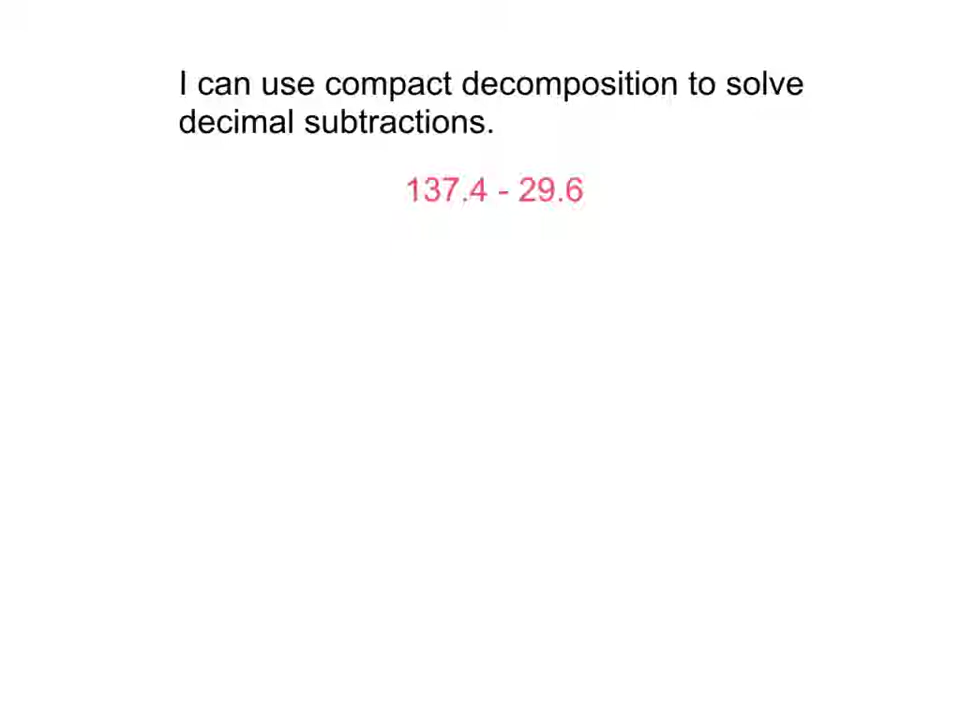 I can use compact decomposition to solve
decimal subtractions.
137.4 - 29.6